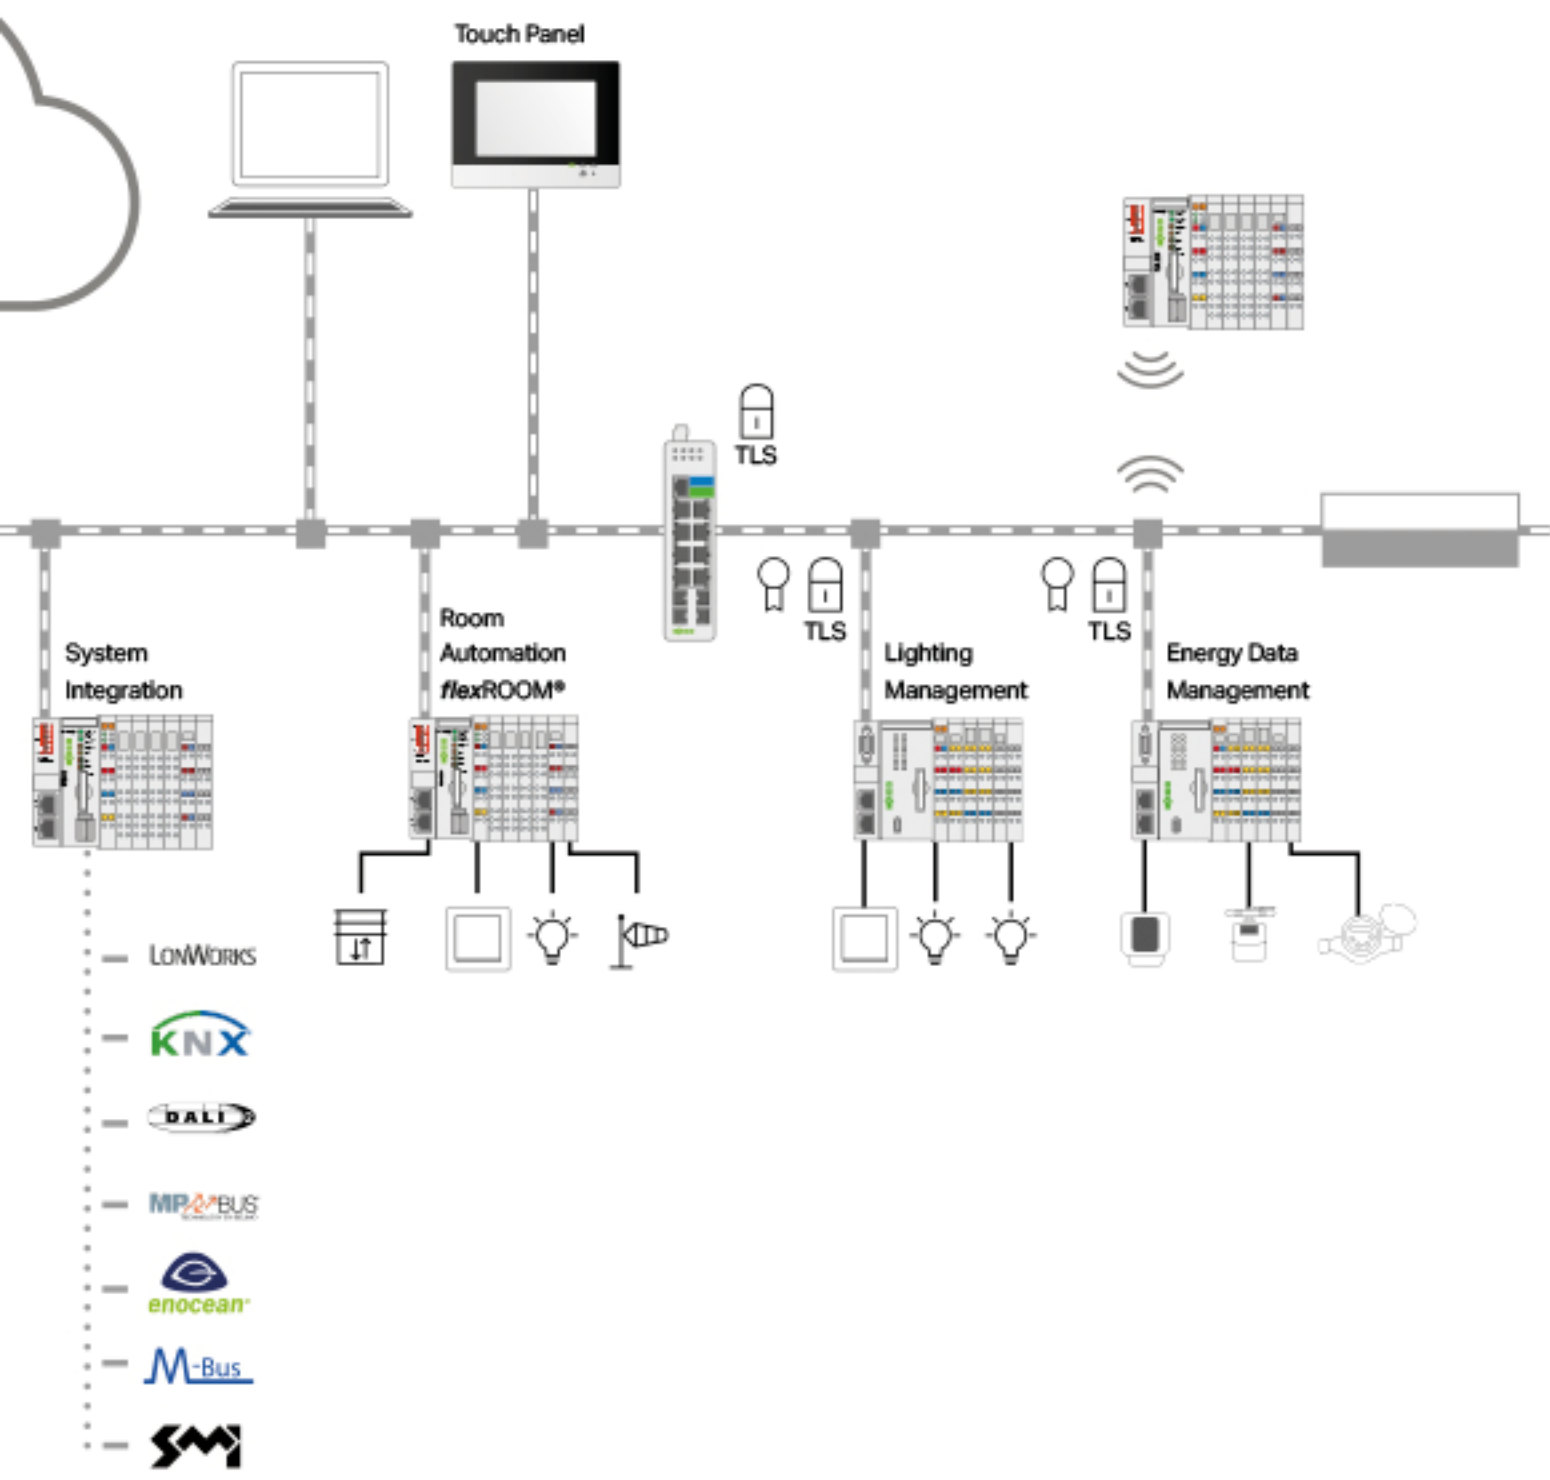 Touch Panel
TLS
TLS
TLS
System
Integration
Room
Automation
flexROOM®
Lighting
Management
Energy Data
Management
LONWORKS
KNX
DALI
MP BUS
enocean®
M-Bus
SMI